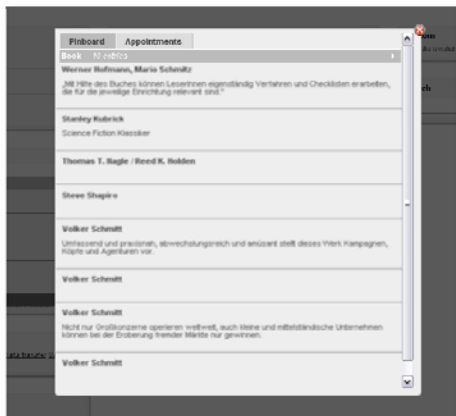 Pinboard Appointments
Book
Werner Hofmann, Mario Schmitz
„Mit Hilfe des Buches können LeserInnen eigenständig Verfahren und Checklisten erarbeiten,
die für die jeweilige Einrichtung relevant sind."
Stanley Kubrick
Science Fiction Klassiker
Thomas T. Nagle / Reed K. Holden
Steve Shapiro
Volker Schmitt
Umfassend und praxisnah, abwechslungsreich und amüsant stellt dieses Werk Kampagnen,
Köpfe und Agenturen vor.
Volker Schmitt
Volker Schmitt
Nicht nur Großkonzerne operieren weltweit, auch kleine und mittelständische Unternehmen
können bei der Eroberung fremder Märkte nur gewinnen.
Volker Schmitt